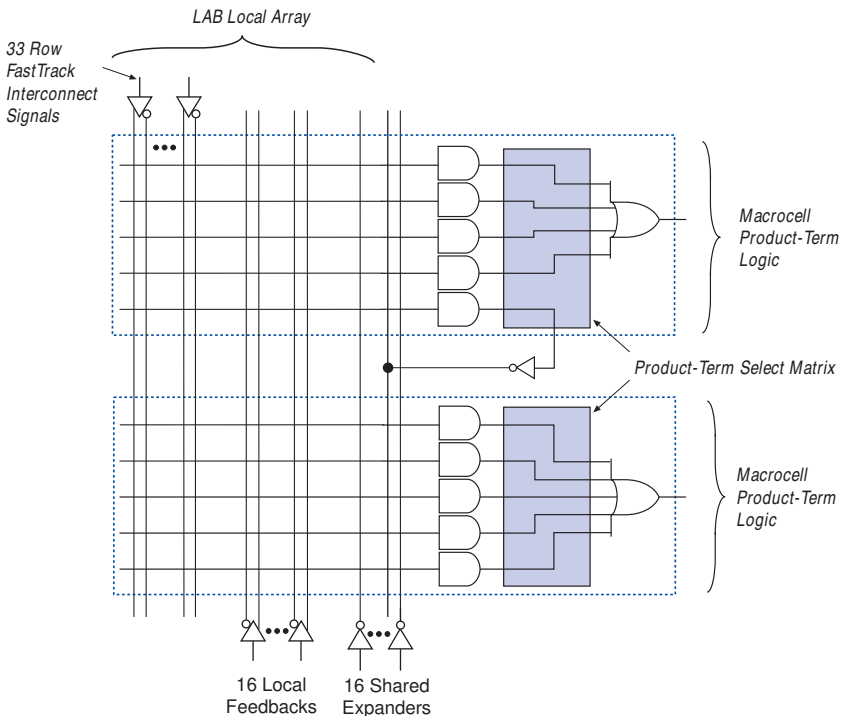 LAB Local Array
33 Row
FastTrack
Interconnect
Signals
Macrocell
Product-Term
Logic
Product-Term Select Matrix
Macrocell
Product-Term
Logic
16 Local
Feedbacks
16 Shared
Expanders